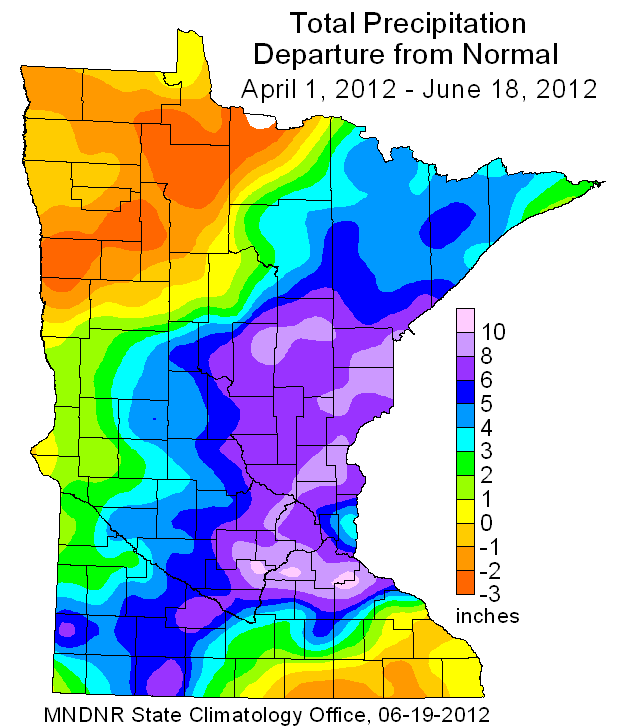 Total Precipitation
Departure from Normal
April 1, 2012 - June 18, 2012
10
8
6
5
4
3
2
1
0
-1
-2
-3
inches
MNDNR State Climatology Office, 06-19-2012